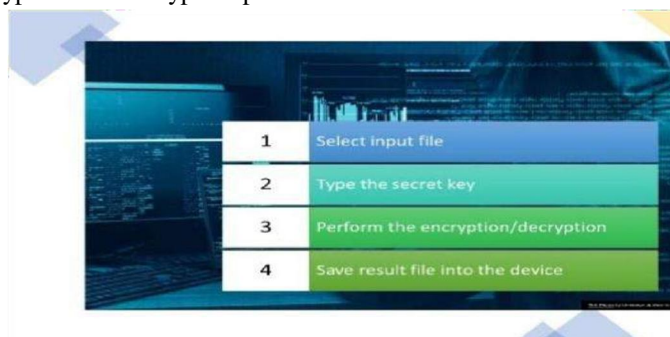 1 Select input file
2 Type the secret key
3 Perform the encryption/decryption
4 Save result file into the device